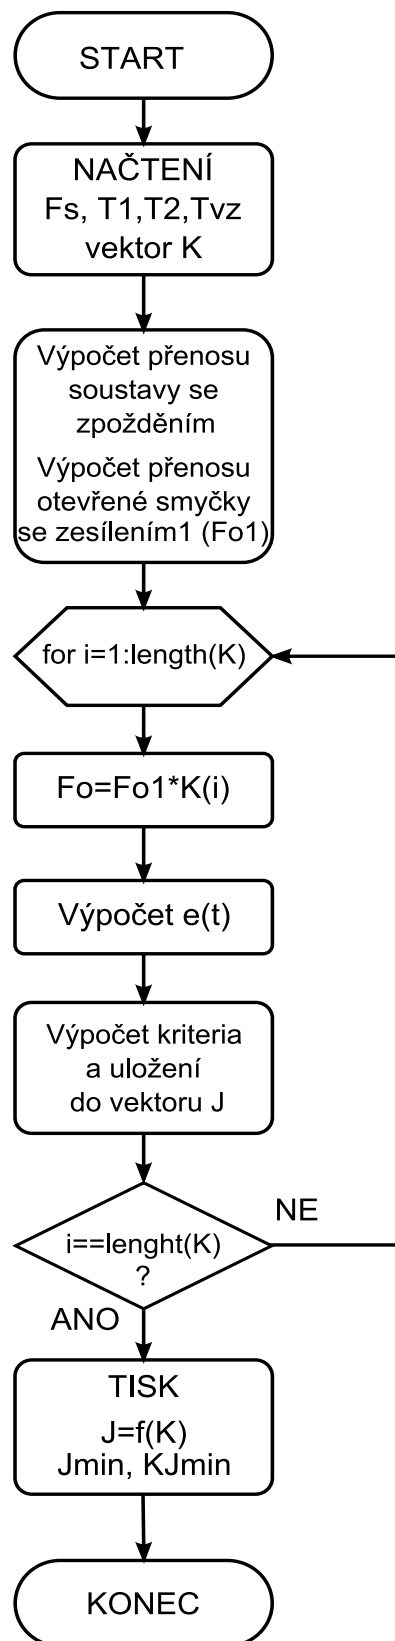 START
NAČTENÍ
Fs, T1,T2,Tvz
vektor K
Výpočet přenosu
soustavy se
zpožděním
Výpočet přenosu
otevřené smyčky
se zesílením1 (Fo1)
for i=1:length(K)
Fo=Fo1*K(i)
Výpočet e(t)
Výpočet kriteria
a uložení
do vektoru J
NE
i==lenght(K)
?
ANO
TISK
J=f(K)
Jmin, KJmin
KONEC